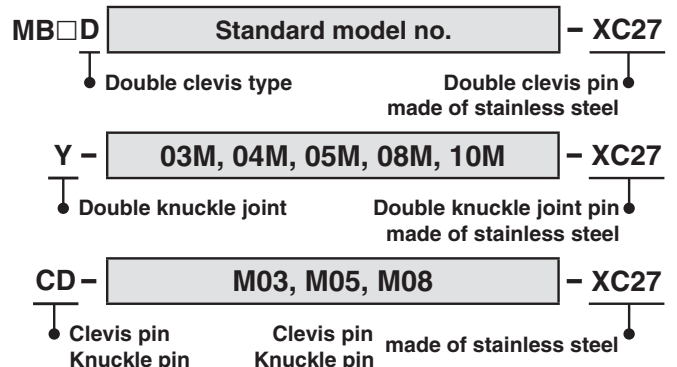 MB□D Standard model no. – XC27
Double clevis type Double clevis pin
made of stainless steel
Y – 03M, 04M, 05M, 08M, 10M – XC27
Double knuckle joint Double knuckle joint pin
made of stainless steel
CD – M03, M05, M08 – XC27
Clevis pin Clevis pin made of stainless steel
Knuckle pin Knuckle pin